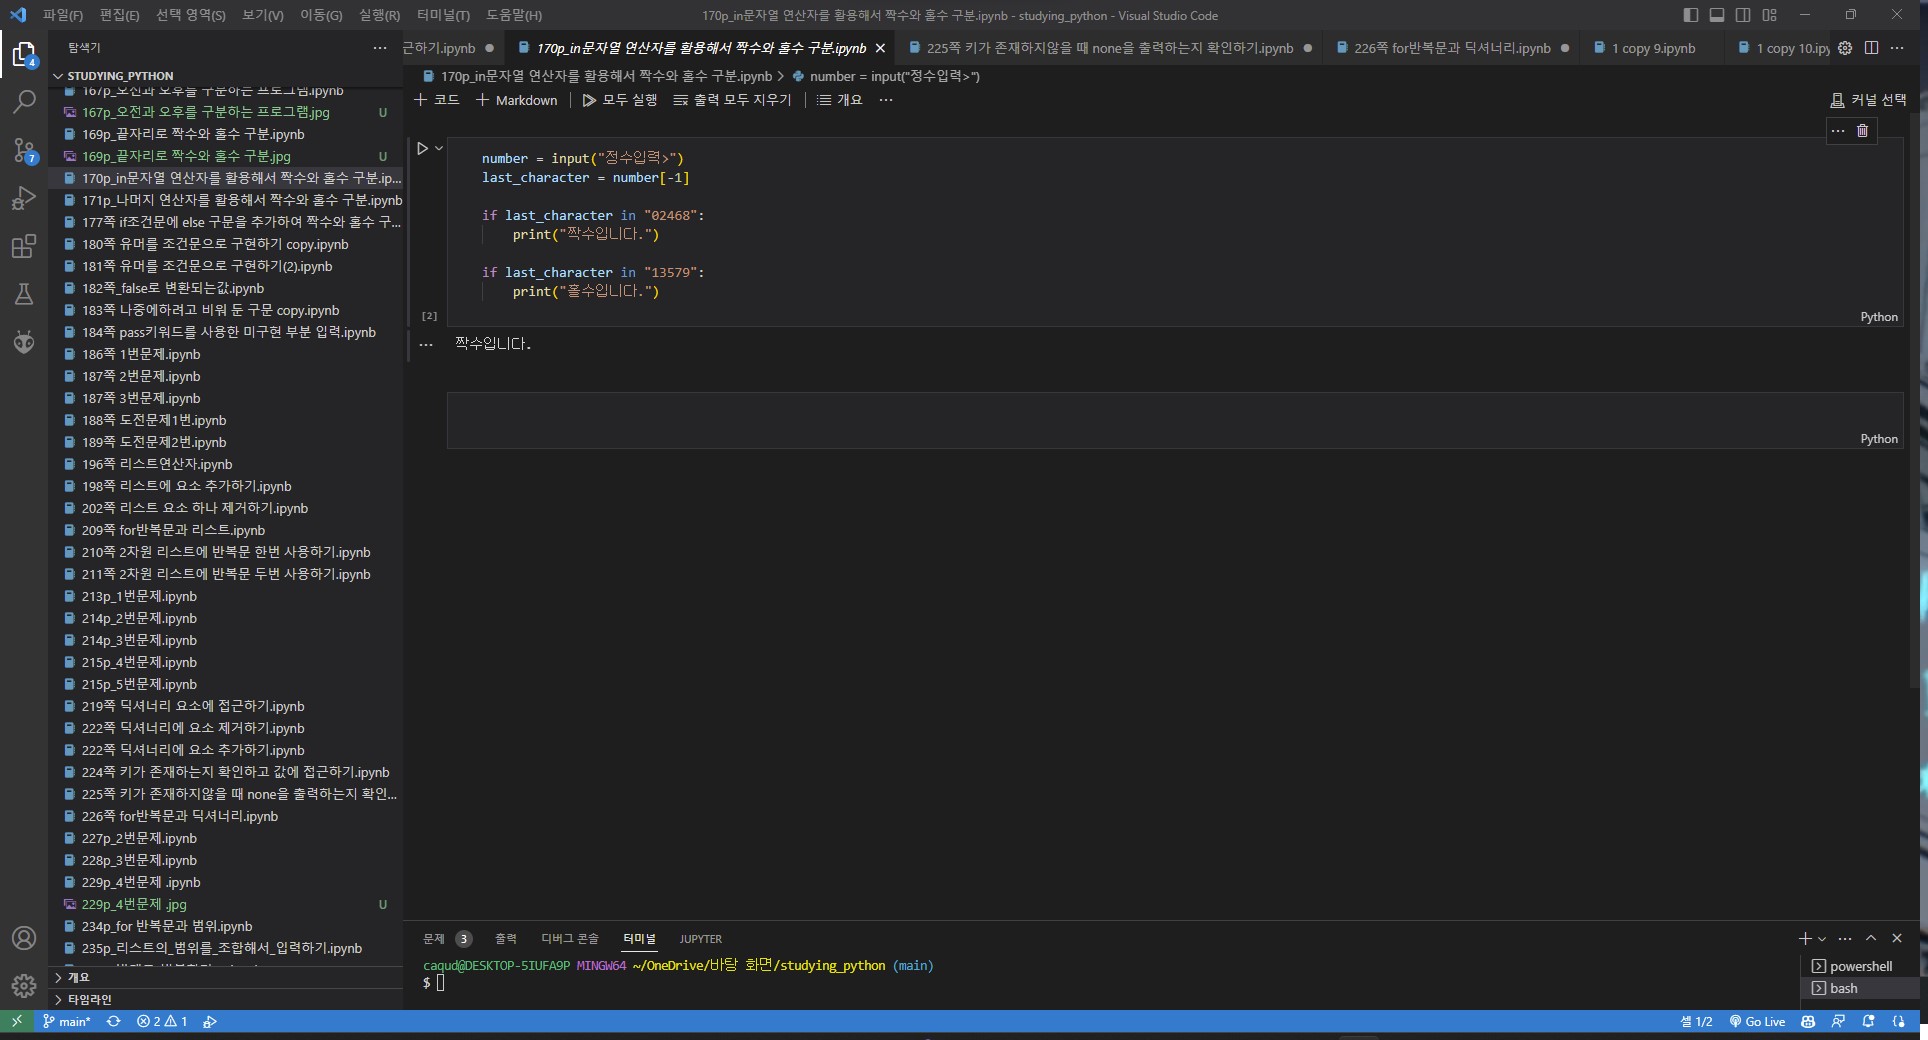 파일(F) 편집(E) 선택 영역(S) 보기(V) 이동(G) 실행(R) 터미널(T) 도움말(H) 170p_in문자열 연산자를 활용해서 짝수와 홀수 구분.ipynb - studying_python - Visual Studio Code
탐색기
근하기.ipynb 170p_in문자열 연산자를 활용해서 짝수와 홀수 구분.ipynb 225쪽 키가 존재하지않을 때 none을 출력하는지 확인하기.ipynb 226쪽 for반복문과 딕셔너리.ipynb 1 copy 9.ipynb 1 copy 10.ipy
STUDYING_PYTHON
167p_오전과 오후를 구분하는 프로그램.ipynb
167p_오전과 오후를 구분하는 프로그램.jpg U
169p_끝자리로 짝수와 홀수 구분.ipynb
169p_끝자리로 짝수와 홀수 구분.jpg U
170p_in문자열 연산자를 활용해서 짝수와 홀수 구분.ip...
171p_나머지 연산자를 활용해서 짝수와 홀수 구분.ipynb
177쪽 if조건문에 else 구문을 추가하여 짝수와 홀수 구...
180쪽 유머를 조건문으로 구현하기 copy.ipynb
181쪽 유머를 조건문으로 구현하기(2).ipynb
182쪽_false로 변환되는값.ipynb
183쪽 나중에하려고 비워 둔 구문 copy.ipynb
184쪽 pass키워드를 사용한 미구현 부분 입력.ipynb
186쪽 1번문제.ipynb
187쪽 2번문제.ipynb
187쪽 3번문제.ipynb
188쪽 도전문제1번.ipynb
189쪽 도전문제2번.ipynb
196쪽 리스트연산자.ipynb
198쪽 리스트에 요소 추가하기.ipynb
202쪽 리스트 요소 하나 제거하기.ipynb
209쪽 for반복문과 리스트.ipynb
210쪽 2차원 리스트에 반복문 한번 사용하기.ipynb
211쪽 2차원 리스트에 반복문 두번 사용하기.ipynb
213p_1번문제.ipynb
214p_2번문제.ipynb
214p_3번문제.ipynb
215p_4번문제.ipynb
215p_5번문제.ipynb
219쪽 딕셔너리 요소에 접근하기.ipynb
222쪽 딕셔너리에 요소 제거하기.ipynb
222쪽 딕셔너리에 요소 추가하기.ipynb
224쪽 키가 존재하는지 확인하고 값에 접근하기.ipynb
225쪽 키가 존재하지않을 때 none을 출력하는지 확인...
226쪽 for반복문과 딕셔너리.ipynb
227p_2번문제.ipynb
228p_3번문제.ipynb
229p_4번문제 .ipynb
229p_4번문제 .jpg U
234p_for 반복문과 범위.ipynb
235p_리스트의_범위를_조합해서_입력하기.ipynb
개요
타임라인
4
7
170p_in문자열 연산자를 활용해서 짝수와 홀수 구분.ipynb > number = input("정수입력>")
+ 코드 + Markdown 모두 실행 출력 모두 지우기 개요 ... 커널 선택
number = input("정수입력>")
last_character = number[-1]
if last_character in "02468":
print("짝수입니다.")
if last_character in "13579":
print("홀수입니다.")
[2] Python
... 짝수입니다.
Python
문제 3 출력 디버그 콘솔 터미널 JUPYTER
caqud@DESKTOP-5IUFA9P MINGW64 ~/OneDrive/바탕 화면/studying_python (main)
$
powershell
bash
main* 2 1 셀 1/2 Go Live